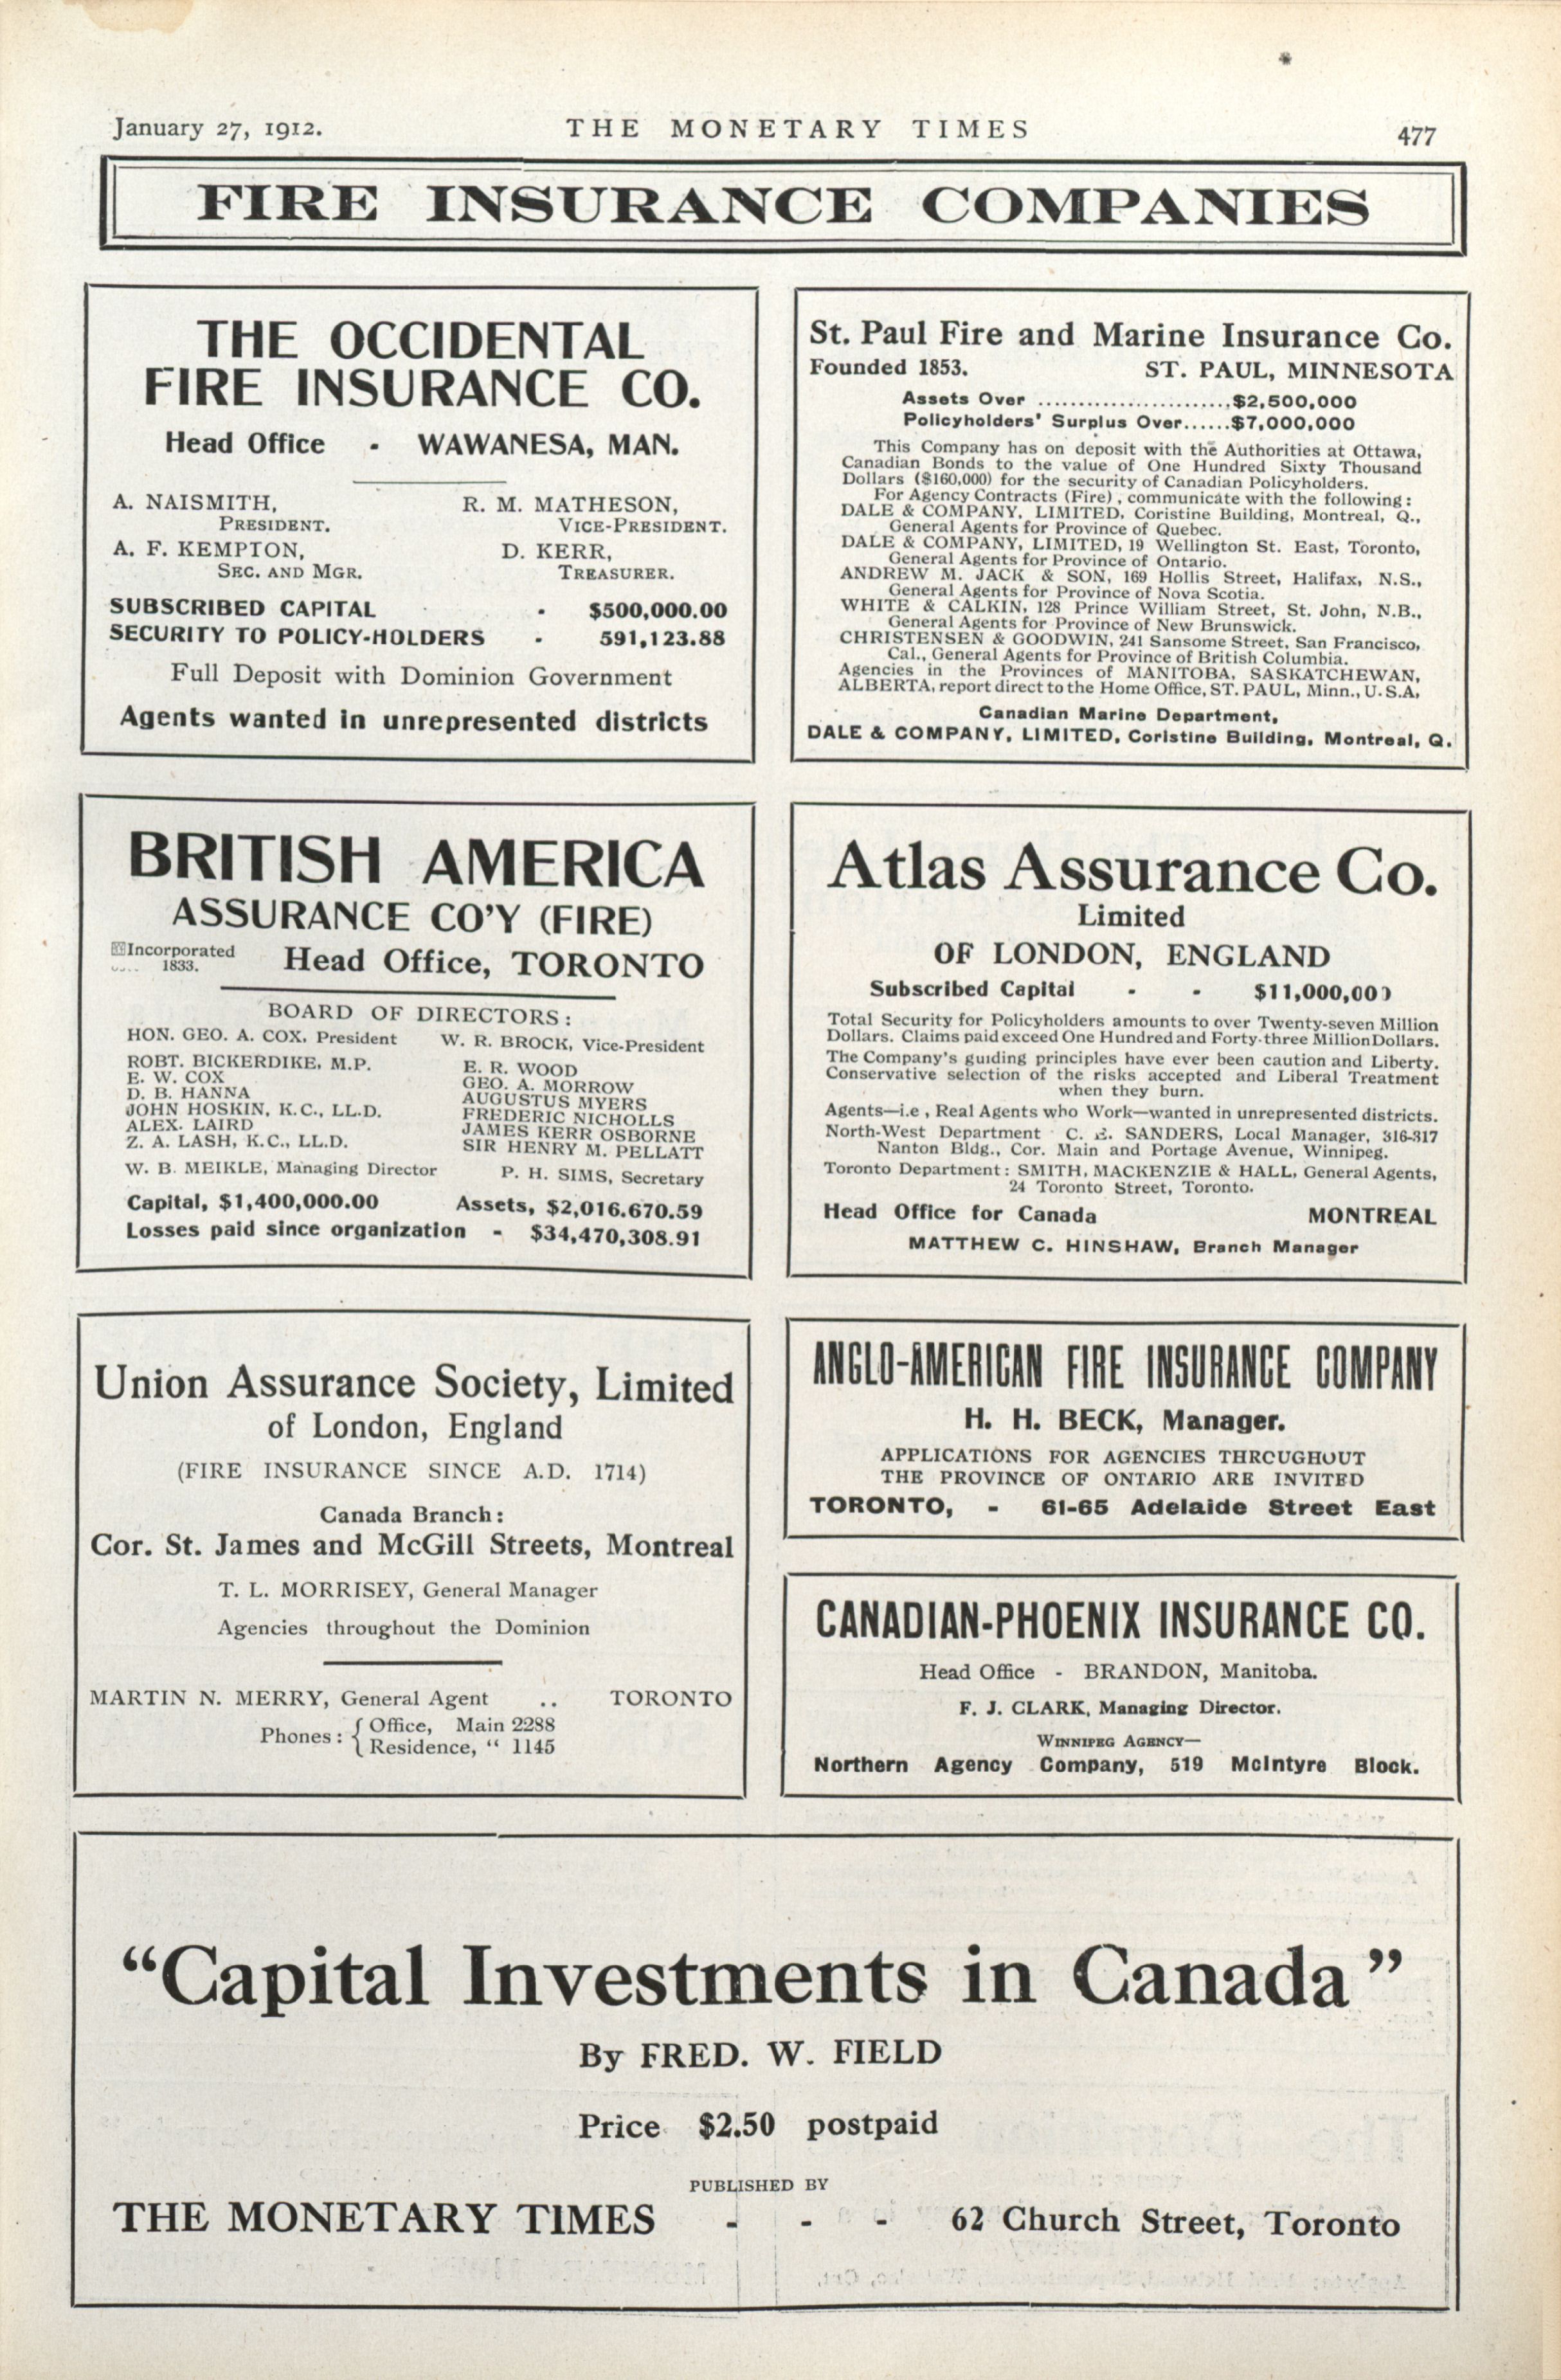 January 27, 1912.
THE MONETARY TIMES
477
FIRE INSURANCE COMPANIES
THE OCCIDENTAL
FIRE INSURANCE CO.
Head Office - WAWANESA, MAN.
A. NAISMITH, R. M. MATHESON,
PRESIDENT. VICE-PRESIDENT.
A. F. KEMPTON, D. KERR,
SEC. AND MGR. TREASURER.
SUBSCRIBED CAPITAL - $500,000.00
SECURITY TO POLICY-HOLDERS - 591,123.88
Full Deposit with Dominion Government
Agents wanted in unrepresented districts
St. Paul Fire and Marine Insurance Co.
Founded 1853. ST. PAUL, MINNESOTA
Assets Over ........................$2,500,000
Policyholders' Surplus Over......$7,000,000
This Company has on deposit with the Authorities at Ottawa,
Canadian Bonds to the value of One Hundred Sixty Thousand
Dollars ($160,000) for the security of Canadian Policyholders.
For Agency Contracts (Fire), communicate with the following:
DALE & COMPANY, LIMITED, Coristine Building, Montreal, Q.,
General Agents for Province of Quebec.
DALE & COMPANY, LIMITED, 19 Wellington St. East, Toronto,
General Agents for Province of Ontario.
ANDREW M. JACK & SON, 169 Hollis Street, Halifax, N.S.,
General Agents for Province of Nova Scotia.
WHITE & CALKIN, 128 Prince William Street, St. John, N.B.,
General Agents for Province of New Brunswick.
CHRISTENSEN & GOODWIN, 241 Sansome Street, San Francisco,
Cal., General Agents for Province of British Columbia.
Agencies in the Provinces of MANITOBA, SASKATCHEWAN,
ALBERTA, report direct to the Home Office, ST. PAUL, Minn., U.S.A,
Canadian Marine Department,
DALE & COMPANY, LIMITED, Coristine Building, Montreal, Q.
BRITISH AMERICA
ASSURANCE CO'Y (FIRE)
Incorporated
1833. Head Office, TORONTO
BOARD OF DIRECTORS:
HON. GEO. A. COX, President W. R. BROCK, Vice-President
ROBT. BICKERDIKE, M.P. E. R. WOOD
E. W. COX GEO. A. MORROW
D. B. HANNA AUGUSTUS MYERS
JOHN HOSKIN, K.C., LL.D. FREDERIC NICHOLLS
ALEX. LAIRD JAMES KERR OSBORNE
Z. A. LASH, K.C., LL.D. SIR HENRY M. PELLATT
W. B. MEIKLE, Managing Director P. H. SIMS, Secretary
Capital, $1,400,000.00 Assets, $2,016.670.59
Losses paid since organization - $34,470,308.91
Atlas Assurance Co.
Limited
OF LONDON, ENGLAND
Subscribed Capital - - $11,000,000
Total Security for Policyholders amounts to over Twenty-seven Million
Dollars. Claims paid exceed One Hundred and Forty-three Million Dollars.
The Company's guiding principles have ever been caution and Liberty.
Conservative selection of the risks accepted and Liberal Treatment
when they burn.
Agents—i.e, Real Agents who Work—wanted in unrepresented districts.
North-West Department C. E. SANDERS, Local Manager, 316-317
Nanton Bldg., Cor. Main and Portage Avenue, Winnipeg.
Toronto Department: SMITH, MACKENZIE & HALL, General Agents,
24 Toronto Street, Toronto.
Head Office for Canada MONTREAL
MATTHEW C. HINSHAW, Branch Manager
Union Assurance Society, Limited
of London, England
(FIRE INSURANCE SINCE A.D. 1714)
Canada Branch:
Cor. St. James and McGill Streets, Montreal
T. L. MORRISEY, General Manager
Agencies throughout the Dominion
MARTIN N. MERRY, General Agent .. TORONTO
Phones: { Office, Main 2288
Residence, " 1145
ANGLO-AMERICAN FIRE INSURANCE COMPANY
H. H. BECK, Manager.
APPLICATIONS FOR AGENCIES THROUGHOUT
THE PROVINCE OF ONTARIO ARE INVITED
TORONTO, - 61-65 Adelaide Street East
CANADIAN-PHOENIX INSURANCE CO.
Head Office - BRANDON, Manitoba.
F. J. CLARK, Managing Director.
WINNIPEG AGENCY—
Northern Agency Company, 519 McIntyre Block.
"Capital Investments in Canada"
By FRED. W. FIELD
Price $2.50 postpaid
PUBLISHED BY
THE MONETARY TIMES - - - 62 Church Street, Toronto